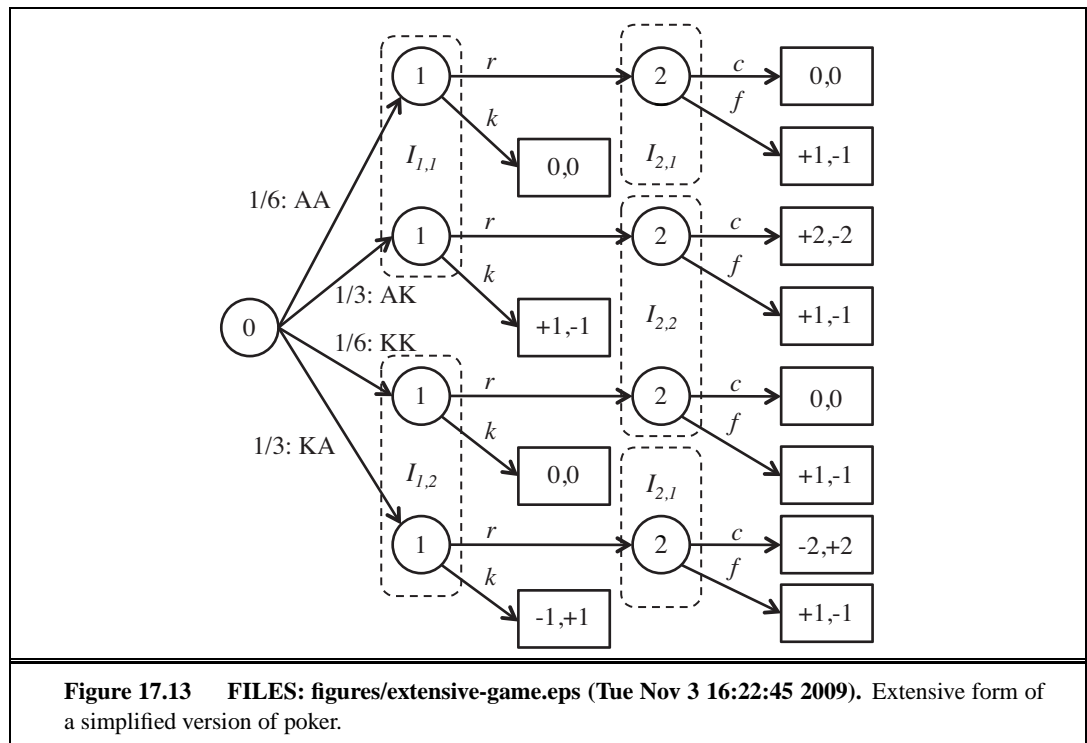 1 r 2 c 0,0
k f
I1,1 0,0 I2,1 +1,-1
1/6: AA
1 r 2 c +2,-2
k f
1/3: AK
0 +1,-1 I2,2 +1,-1
1/6: KK
1 r 2 c 0,0
k f
1/3: KA
I1,2 0,0 I2,1 +1,-1
1 r 2 c -2,+2
k f
-1,+1 +1,-1
Figure 17.13 FILES: figures/extensive-game.eps (Tue Nov 3 16:22:45 2009). Extensive form of
a simplified version of poker.